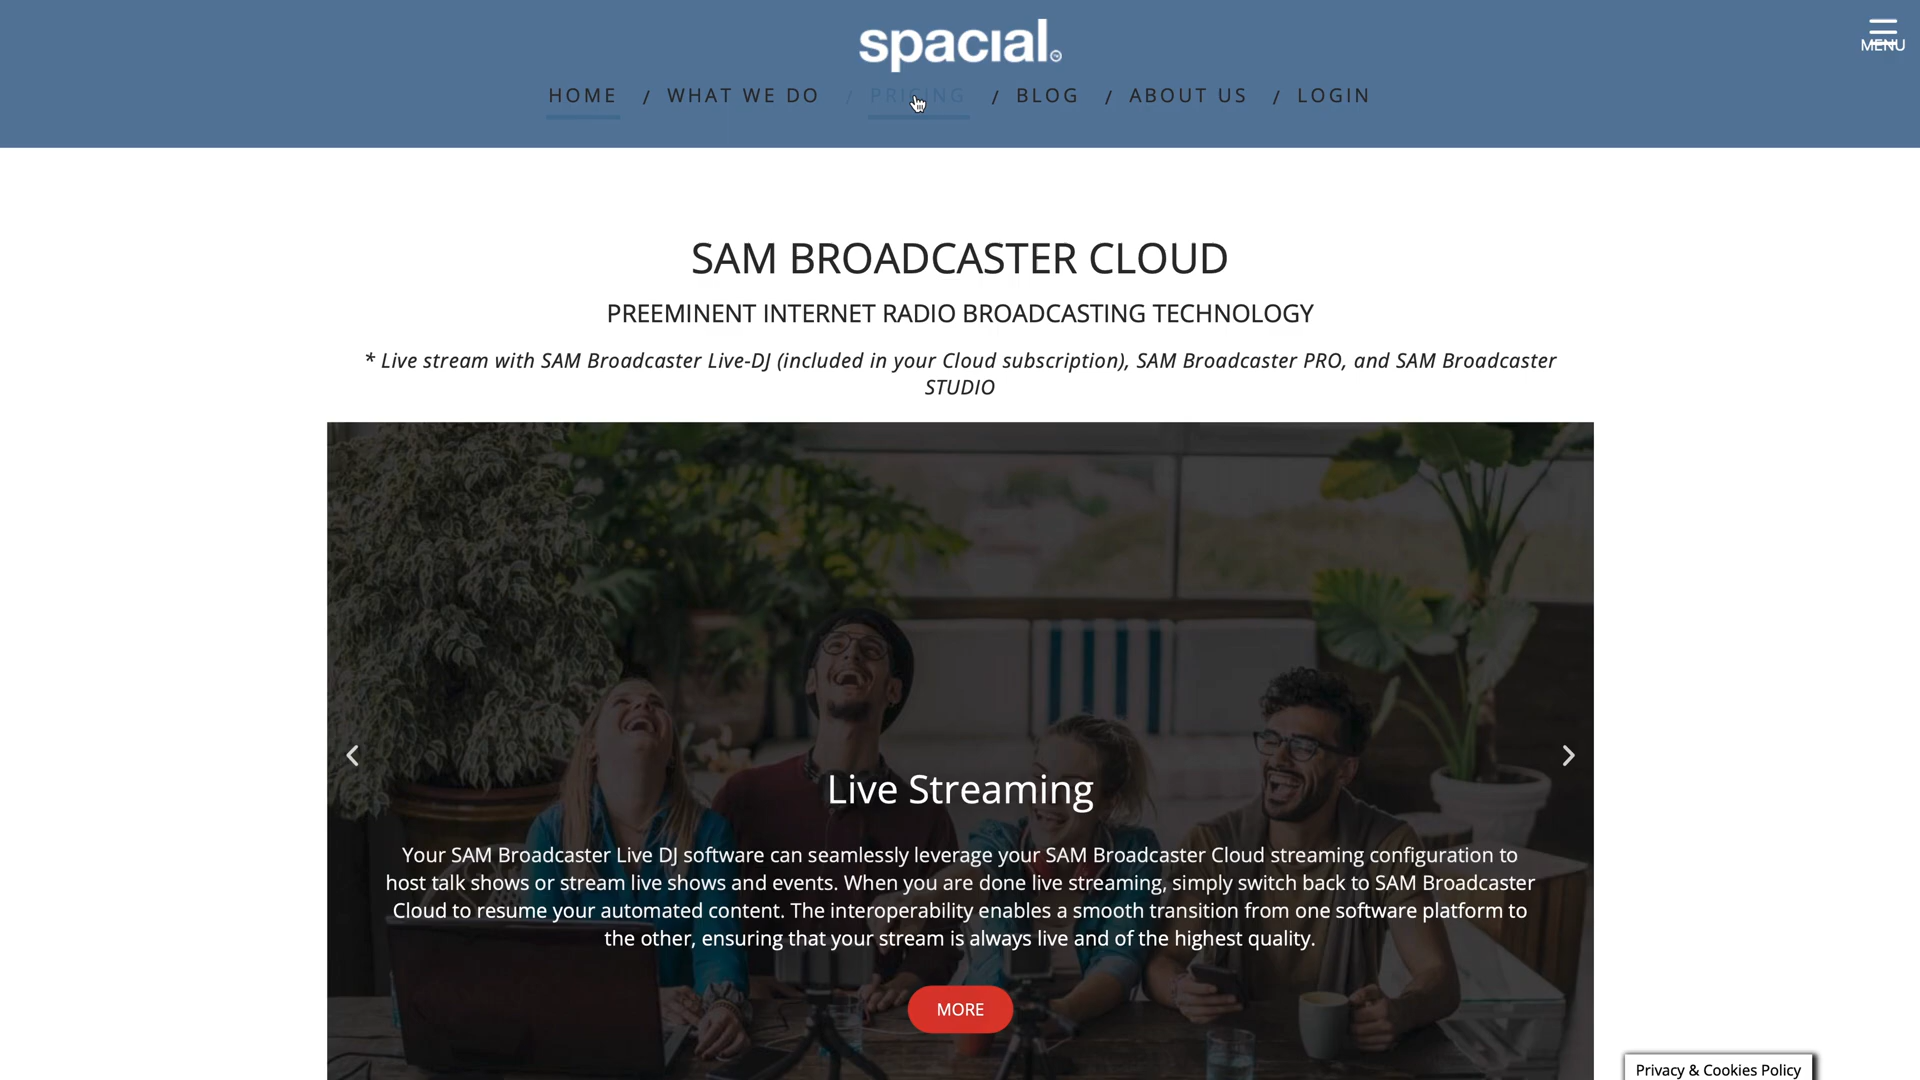 spacial
MENU
HOME / WHAT WE DO / PRICING / BLOG / ABOUT US / LOGIN
SAM BROADCASTER CLOUD
PREEMINENT INTERNET RADIO BROADCASTING TECHNOLOGY
* Live stream with SAM Broadcaster Live-DJ (included in your Cloud subscription), SAM Broadcaster PRO, and SAM Broadcaster
STUDIO
Live Streaming
Your SAM Broadcaster Live DJ software can seamlessly leverage your SAM Broadcaster Cloud streaming configuration to
host talk shows or stream live shows and events. When you are done live streaming, simply switch back to SAM Broadcaster
Cloud to resume your automated content. The interoperability enables a smooth transition from one software platform to
the other, ensuring that your stream is always live and of the highest quality.
MORE
Privacy & Cookies Policy